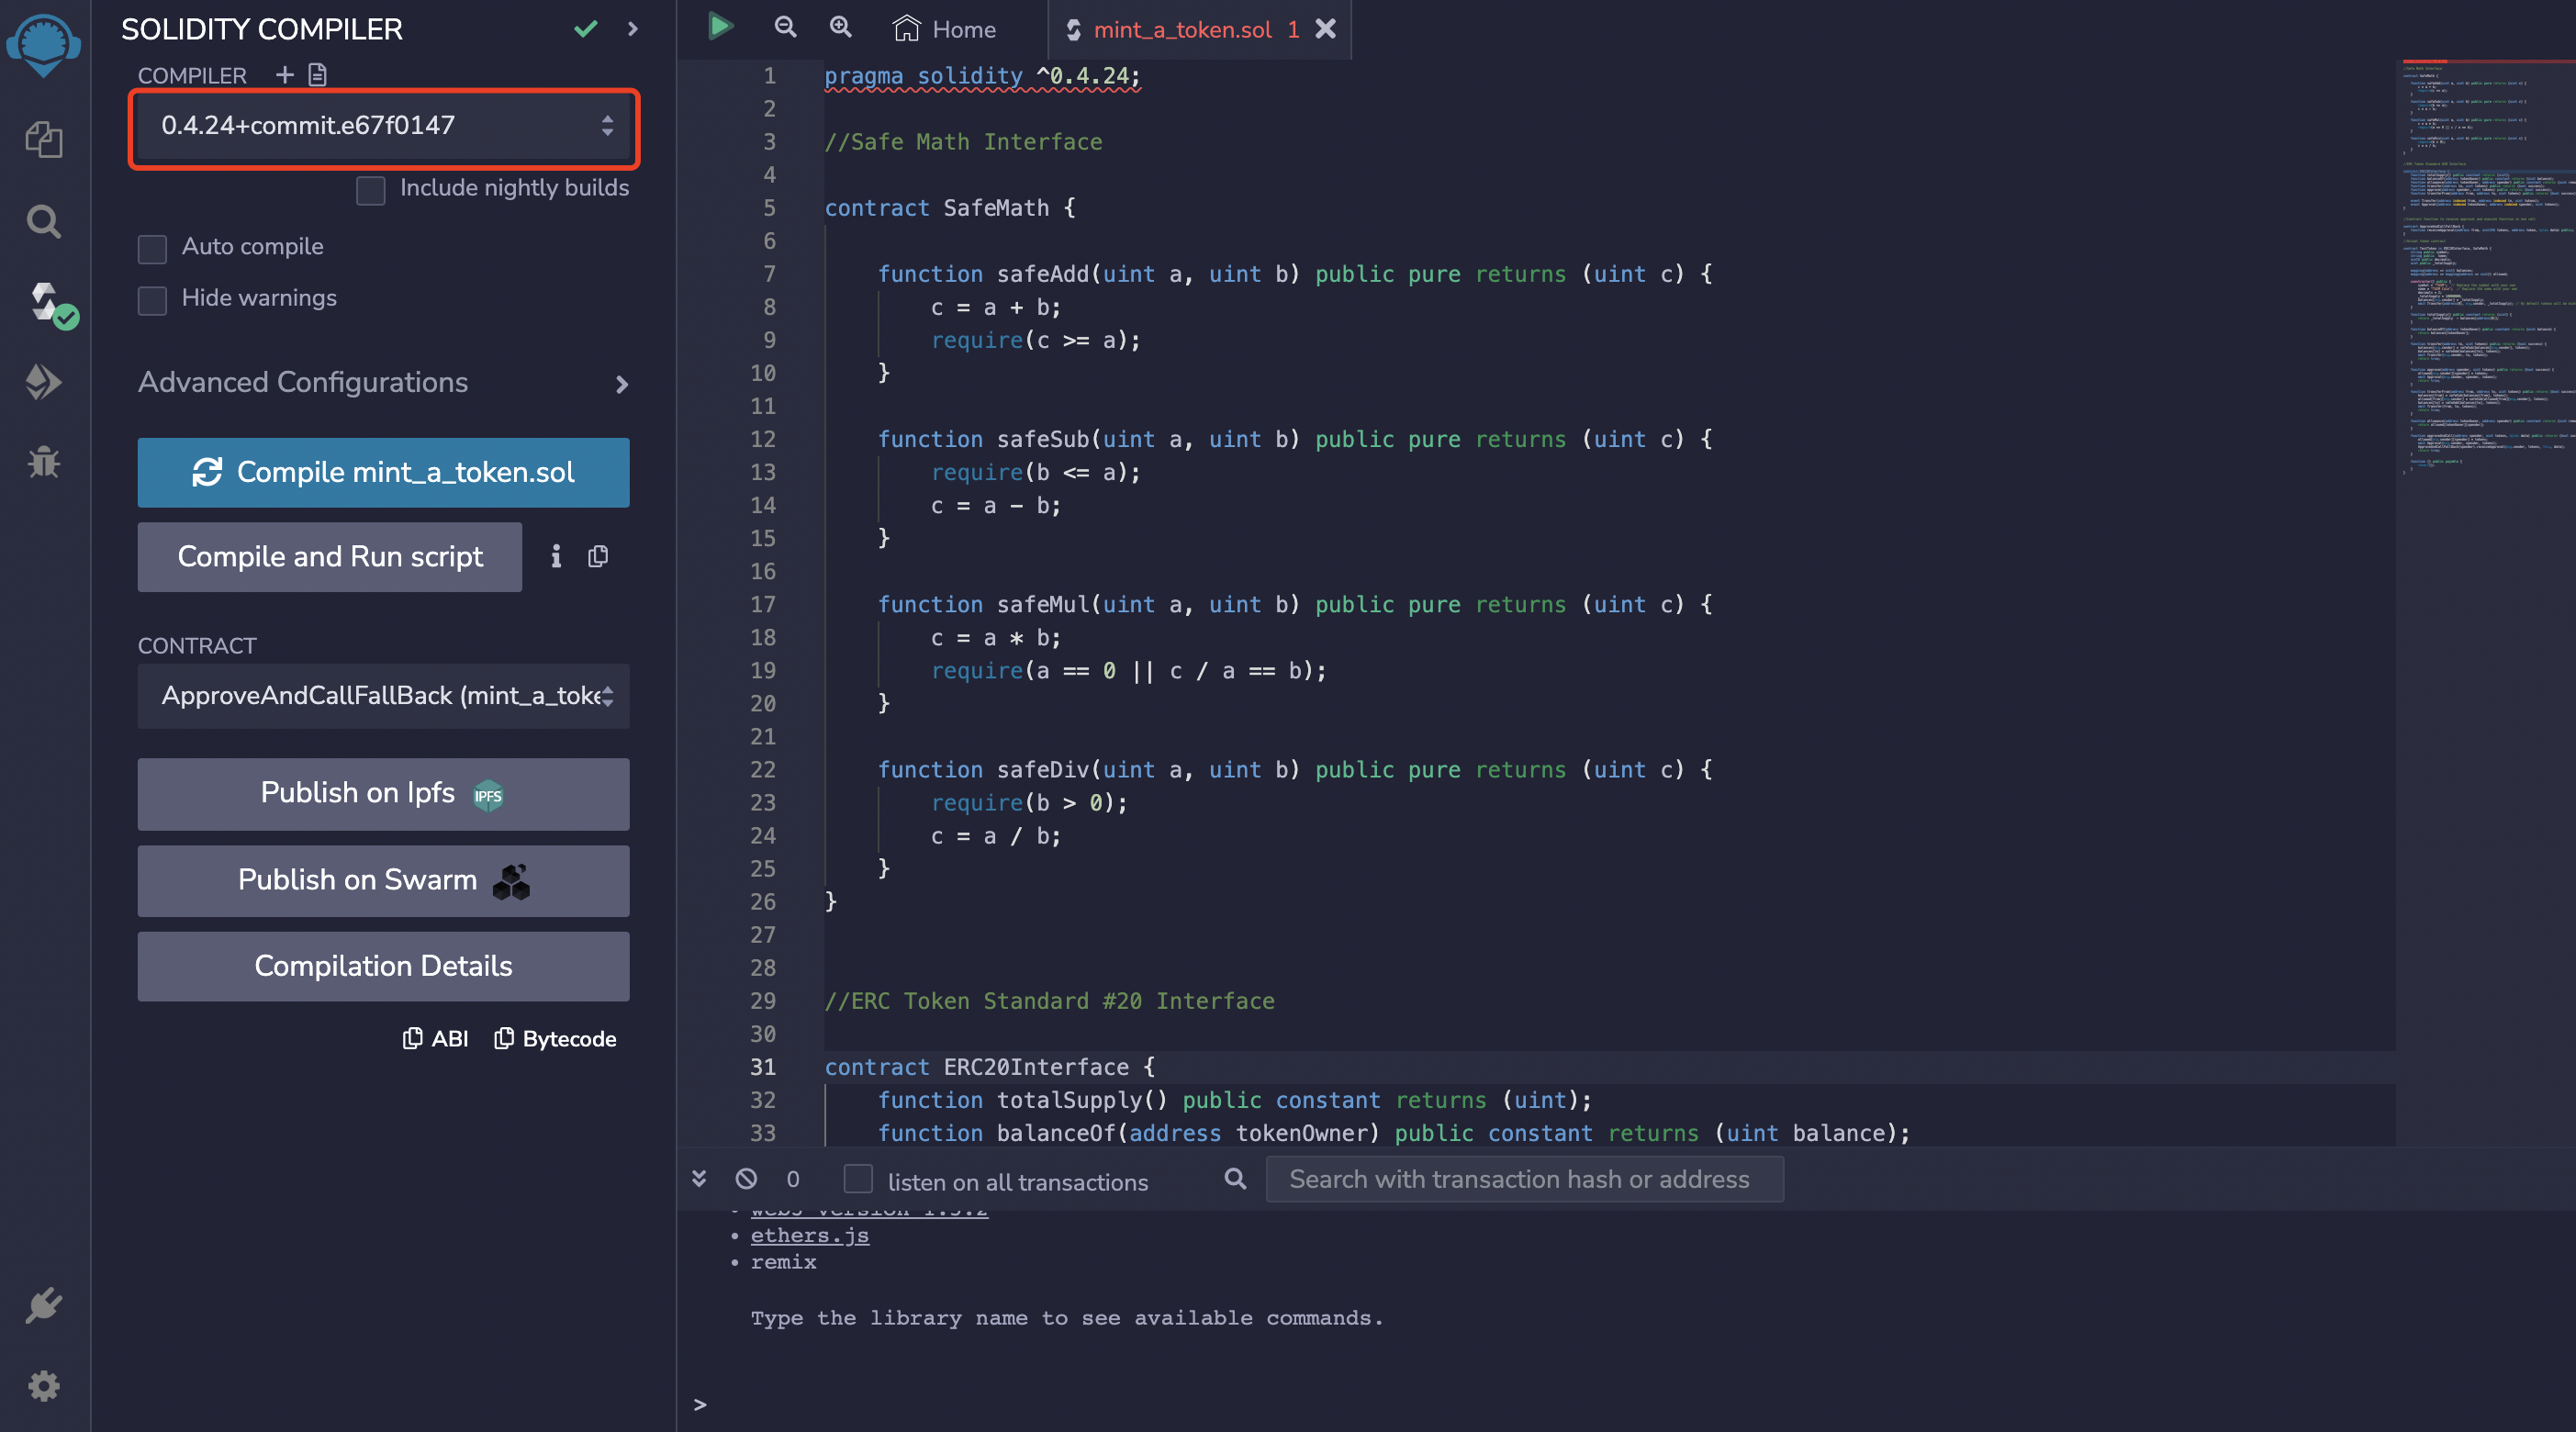 SOLIDITY COMPILER
COMPILER
0.4.24+commit.e67f0147
Include nightly builds
Auto compile
Hide warnings
Advanced Configurations
Compile mint_a_token.sol
Compile and Run script
CONTRACT
ApproveAndCallFallBack (mint_a_toke
Publish on Ipfs IPFS
Publish on Swarm
Compilation Details
ABI Bytecode
Home mint_a_token.sol 1
1 pragma solidity ^0.4.24;
2
3 //Safe Math Interface
4
5 contract SafeMath {
6
7 function safeAdd(uint a, uint b) public pure returns (uint c) {
8 c = a + b;
9 require(c >= a);
10 }
11
12 function safeSub(uint a, uint b) public pure returns (uint c) {
13 require(b <= a);
14 c = a - b;
15 }
16
17 function safeMul(uint a, uint b) public pure returns (uint c) {
18 c = a * b;
19 require(a == 0 || c / a == b);
20 }
21
22 function safeDiv(uint a, uint b) public pure returns (uint c) {
23 require(b > 0);
24 c = a / b;
25 }
26 }
27
28
29 //ERC Token Standard #20 Interface
30
31 contract ERC20Interface {
32 function totalSupply() public constant returns (uint);
33 function balanceOf(address tokenOwner) public constant returns (uint balance);
0 listen on all transactions Search with transaction hash or address
• web3 version 1.5.2
• ethers.js
• remix
Type the library name to see available commands.
>